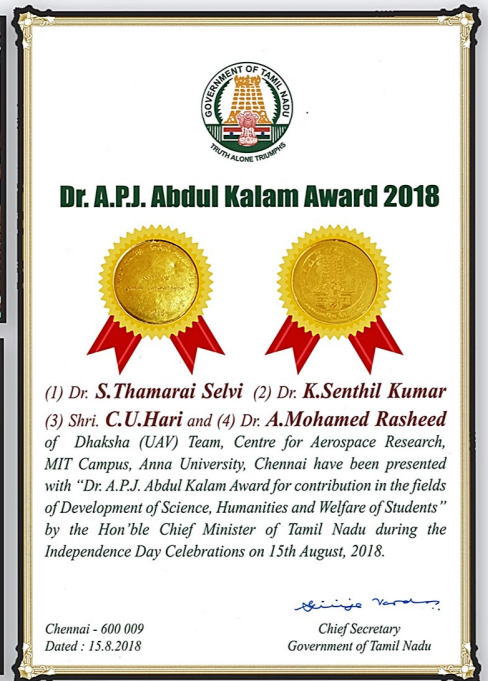 GOVERNMENT OF TAMIL NADU
TRUTH ALONE TRIUMPHS
Dr. A.P.J. Abdul Kalam Award 2018
(1) Dr. S.Thamarai Selvi (2) Dr. K.Senthil Kumar
(3) Shri. C.U.Hari and (4) Dr. A.Mohamed Rasheed
of Dhaksha (UAV) Team, Centre for Aerospace Research,
MIT Campus, Anna University, Chennai have been presented
with “Dr. A.P.J. Abdul Kalam Award for contribution in the fields
of Development of Science, Humanities and Welfare of Students”
by the Hon’ble Chief Minister of Tamil Nadu during the
Independence Day Celebrations on 15th August, 2018.
Chennai - 600 009
Dated : 15.8.2018
Chief Secretary
Government of Tamil Nadu